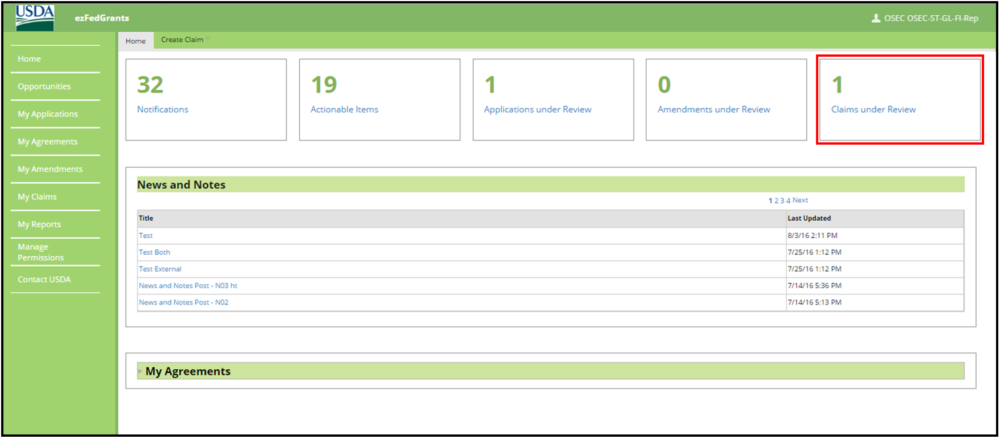 USDA
ezFedGrants
OSEC OSEC-ST-GL-FI-Rep
Home
Create Claim
Home
Opportunities
My Applications
My Agreements
My Amendments
My Claims
My Reports
Manage
Permissions
Contact USDA
32
Notifications
19
Actionable Items
1
Applications under Review
0
Amendments under Review
1
Claims under Review
News and Notes
1 2 3 4 Next
Title Last Updated
Test 8/3/16 2:11 PM
Test Both 7/25/16 1:12 PM
Test External 7/25/16 1:12 PM
News and Notes Post - N03 ht 7/14/16 5:36 PM
News and Notes Post - N02 7/14/16 5:13 PM
My Agreements